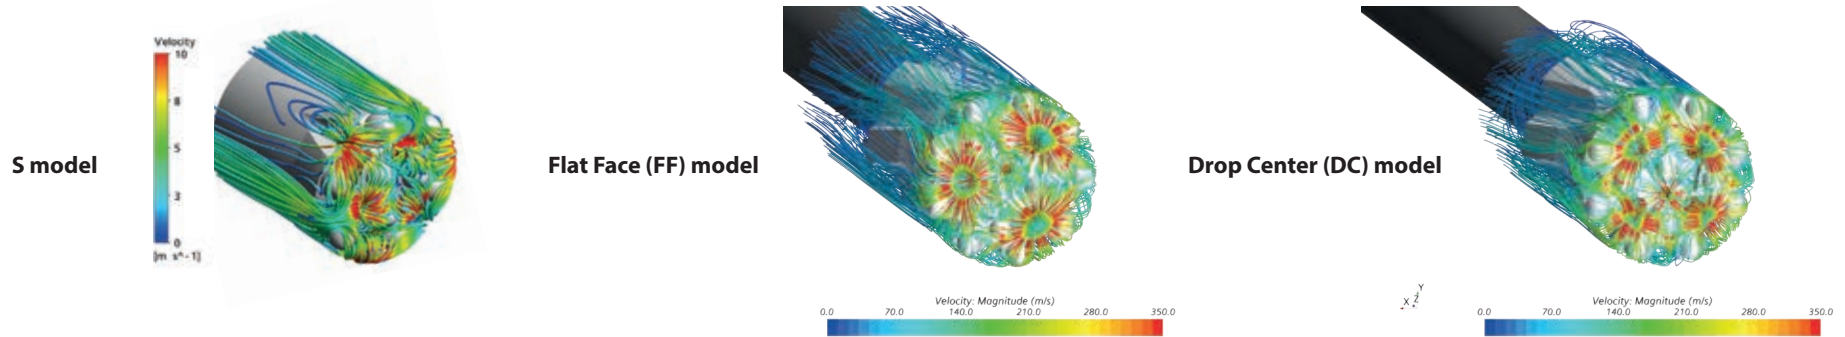 Velocity
10
8
5
3
0
[m s^-1]
S model
Flat Face (FF) model
Velocity: Magnitude (m/s)
0.0 70.0 140.0 210.0 280.0 350.0
Drop Center (DC) model
Y
X Z
Velocity: Magnitude (m/s)
0.0 70.0 140.0 210.0 280.0 350.0